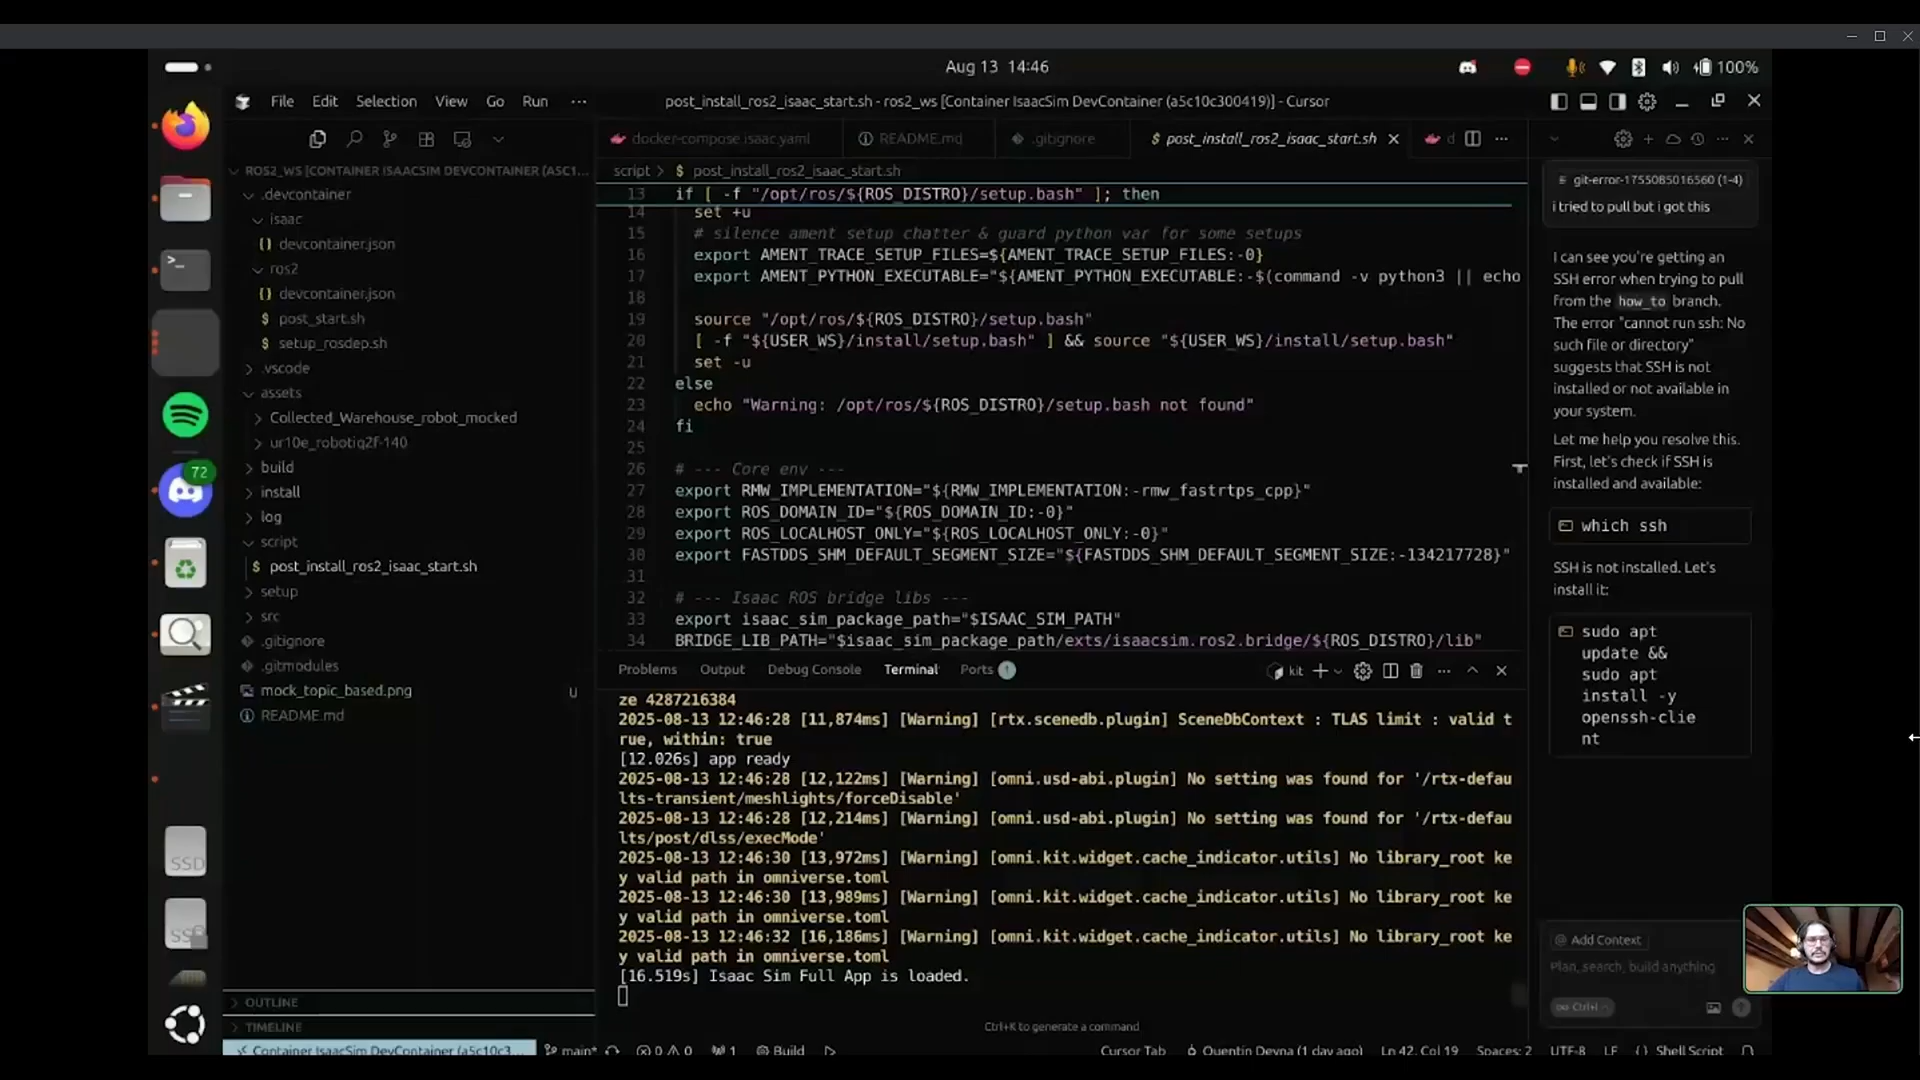 Aug 13 14:46
100%
File Edit Selection View Go Run ···
post_install_ros2_isaac_start.sh - ros2_ws [Container IsaacSim DevContainer (a5c10c300419)] - Cursor
docker-compose.isaac.yaml
README.md
.gitignore
$ post_install_ros2_isaac_start.sh
d
script > $ post_install_ros2_isaac_start.sh
ROS2_WS [CONTAINER ISAACSIM DEVCONTAINER (A5C1...
.devcontainer
isaac
{} devcontainer.json
ros2
{} devcontainer.json
$ post_start.sh
$ setup_rosdep.sh
.vscode
assets
Collected_Warehouse_robot_mocked
ur10e_robotiq2f-140
build
install
log
script
$ post_install_ros2_isaac_start.sh
setup
src
.gitignore
.gitmodules
mock_topic_based.png U
README.md
OUTLINE
TIMELINE
72
SSD
13 if [ -f "/opt/ros/${ROS_DISTRO}/setup.bash" ]; then
14 set +u
15 # silence ament setup chatter & guard python var for some setups
16 export AMENT_TRACE_SETUP_FILES=${AMENT_TRACE_SETUP_FILES:-0}
17 export AMENT_PYTHON_EXECUTABLE="${AMENT_PYTHON_EXECUTABLE:-$(command -v python3 || echo
18
19 source "/opt/ros/${ROS_DISTRO}/setup.bash"
20 [ -f "${USER_WS}/install/setup.bash" ] && source "${USER_WS}/install/setup.bash"
21 set -u
22 else
23 echo "Warning: /opt/ros/${ROS_DISTRO}/setup.bash not found"
24 fi
25
26 # --- Core env ---
27 export RMW_IMPLEMENTATION="${RMW_IMPLEMENTATION:-rmw_fastrtps_cpp}"
28 export ROS_DOMAIN_ID="${ROS_DOMAIN_ID:-0}"
29 export ROS_LOCALHOST_ONLY="${ROS_LOCALHOST_ONLY:-0}"
30 export FASTDDS_SHM_DEFAULT_SEGMENT_SIZE="${FASTDDS_SHM_DEFAULT_SEGMENT_SIZE:-134217728}"
31
32 # --- Isaac ROS bridge libs ---
33 export isaac_sim_package_path="$ISAAC_SIM_PATH"
34 BRIDGE_LIB_PATH="$isaac_sim_package_path/exts/isaacsim.ros2.bridge/${ROS_DISTRO}/lib"
Problems Output Debug Console Terminal Ports 1
kit
ze 4287216384
2025-08-13 12:46:28 [11,874ms] [Warning] [rtx.scenedb.plugin] SceneDbContext : TLAS limit : valid t
rue, within: true
[12.026s] app ready
2025-08-13 12:46:28 [12,122ms] [Warning] [omni.usd-abi.plugin] No setting was found for '/rtx-defau
lts-transient/meshlights/forceDisable'
2025-08-13 12:46:28 [12,214ms] [Warning] [omni.usd-abi.plugin] No setting was found for '/rtx-defau
lts/post/dlss/execMode'
2025-08-13 12:46:30 [13,972ms] [Warning] [omni.kit.widget.cache_indicator.utils] No library_root ke
y valid path in omniverse.toml
2025-08-13 12:46:30 [13,989ms] [Warning] [omni.kit.widget.cache_indicator.utils] No library_root ke
y valid path in omniverse.toml
2025-08-13 12:46:32 [16,186ms] [Warning] [omni.kit.widget.cache_indicator.utils] No library_root ke
y valid path in omniverse.toml
[16.519s] Isaac Sim Full App is loaded.
Ctrl+K to generate a command
git-error-1755085016560 (1-4)
i tried to pull but i got this
I can see you're getting an
SSH error when trying to pull
from the how_to branch.
The error "cannot run ssh: No
such file or directory"
suggests that SSH is not
installed or not available in
your system.
Let me help you resolve this.
First, let's check if SSH is
installed and available:
which ssh
SSH is not installed. Let's
install it:
sudo apt
update &&
sudo apt
install -y
openssh-clie
nt
@ Add Context
Plan, search, build anything
∞ Ctrl+I
Container IsaacSim DevContainer (a5c10c3... main* 0 0 1 Build Cursor Tab Quentin Deyna (1 day ago) Ln 42, Col 19 Spaces: 2 UTF-8 LF {} Shell Script